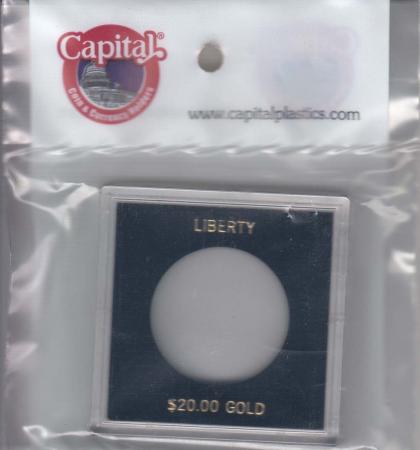 Capital®
Coin & Currency Holders
www.capitalplastics.com
LIBERTY
$20.00 GOLD